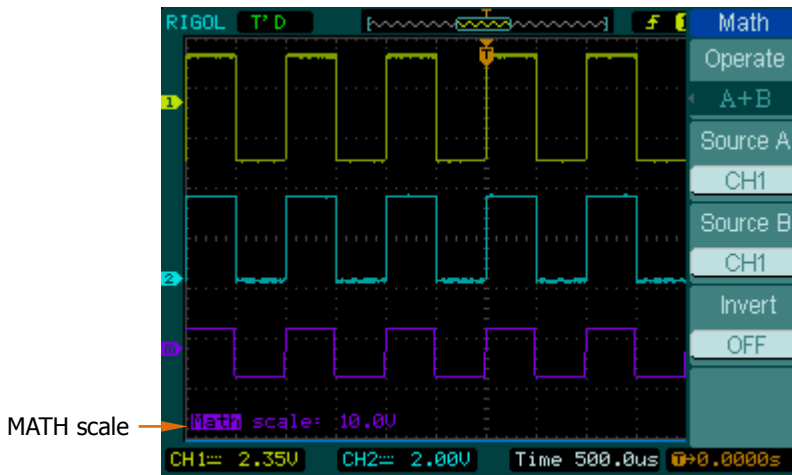 RIGOL T'D
Math
Operate
A+B
Source A
CH1
Source B
CH1
Invert
OFF
T
T
1
2
m
MATH scale
Math scale: 10.0V
CH1 2.35V CH2 2.00V Time 500.0us T→0.0000s